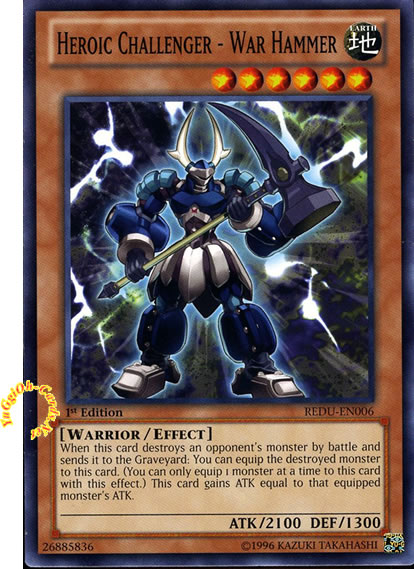 Heroic Challenger - War Hammer
EARTH
地
1st Edition
REDU-EN006
[Warrior/Effect]
When this card destroys an opponent's monster by battle and
sends it to the Graveyard: You can equip the destroyed monster
to this card. (You can only equip 1 monster at a time to this card
with this effect.) This card gains ATK equal to that equipped
monster's ATK.
ATK/2100 DEF/1300
26885836
©1996 KAZUKI TAKAHASHI
YuGgiOh-Cards.Net